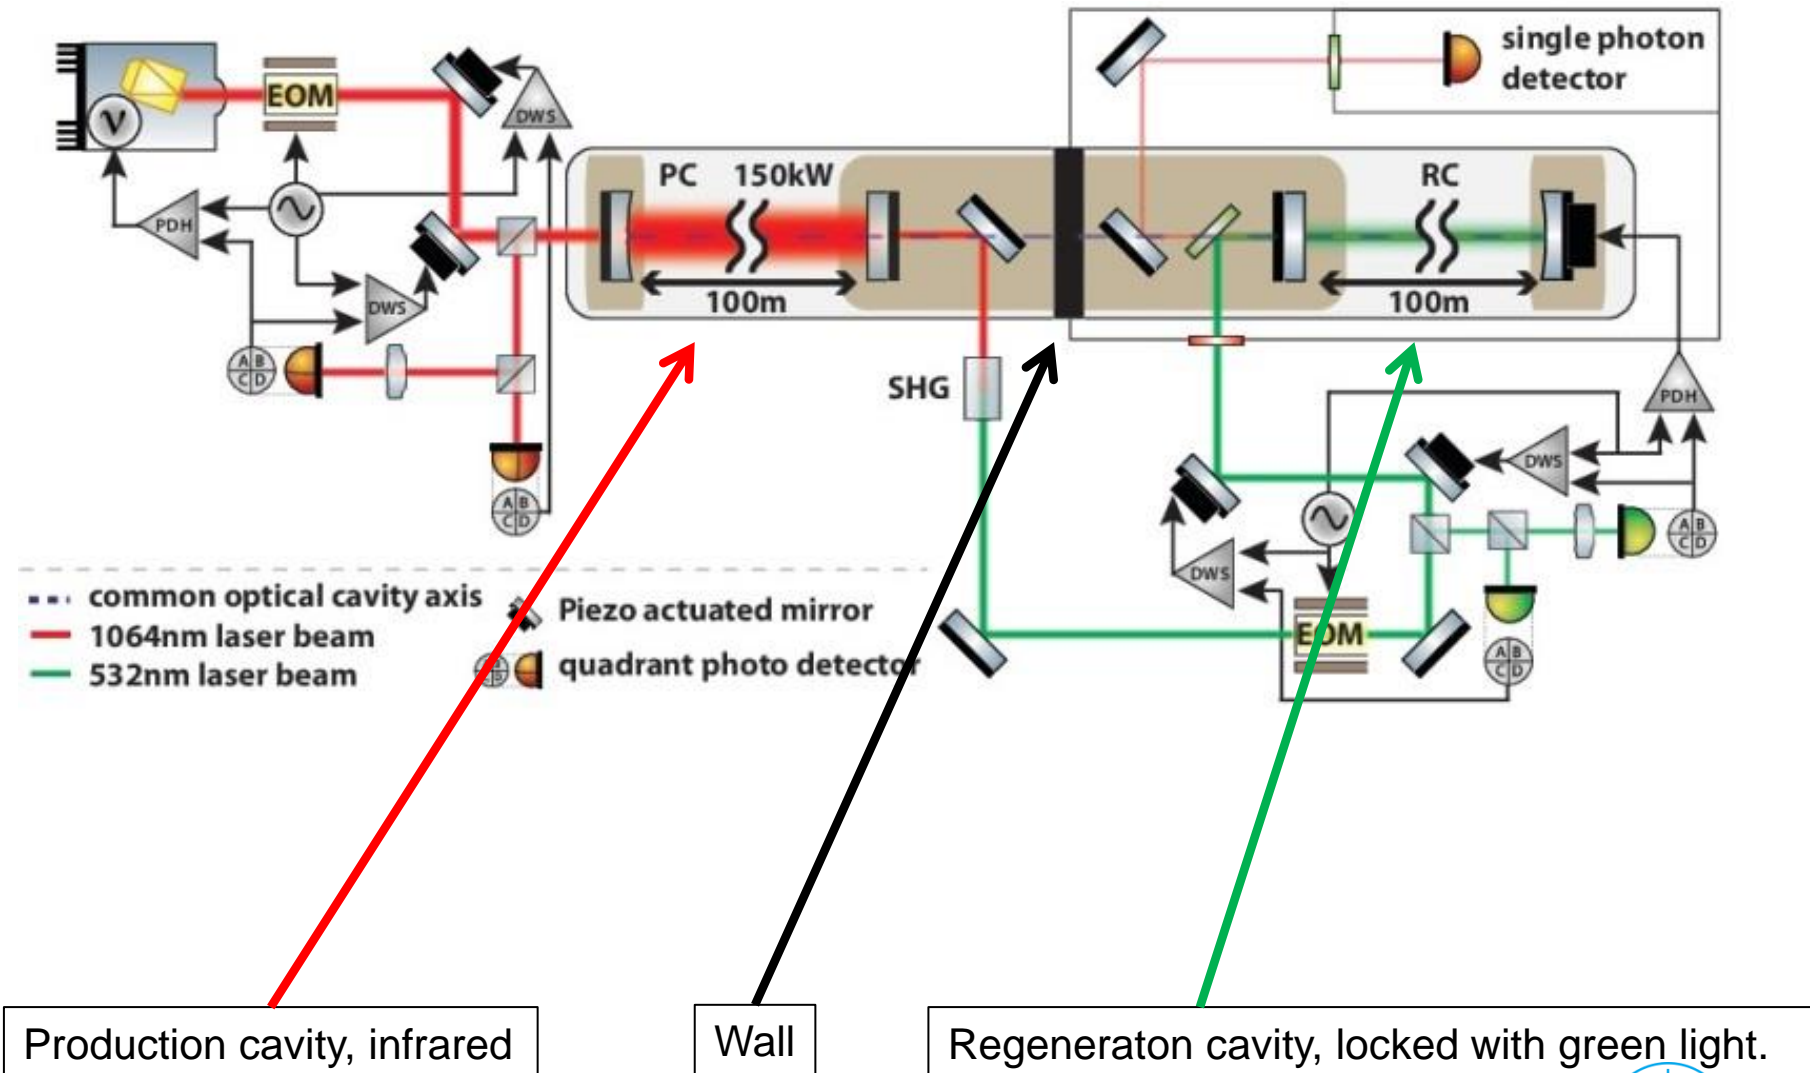 single photon
detector
EOM
DWS
ν
PDH
PC 150kW
RC
100m
100m
DWS
A B
C D
SHG
PDH
DWS
A B
C D
A B
C D
DWS
EOM
A B
C D
common optical cavity axis
1064nm laser beam
532nm laser beam
Piezo actuated mirror
quadrant photo detector
Production cavity, infrared
Wall
Regeneraton cavity, locked with green light.